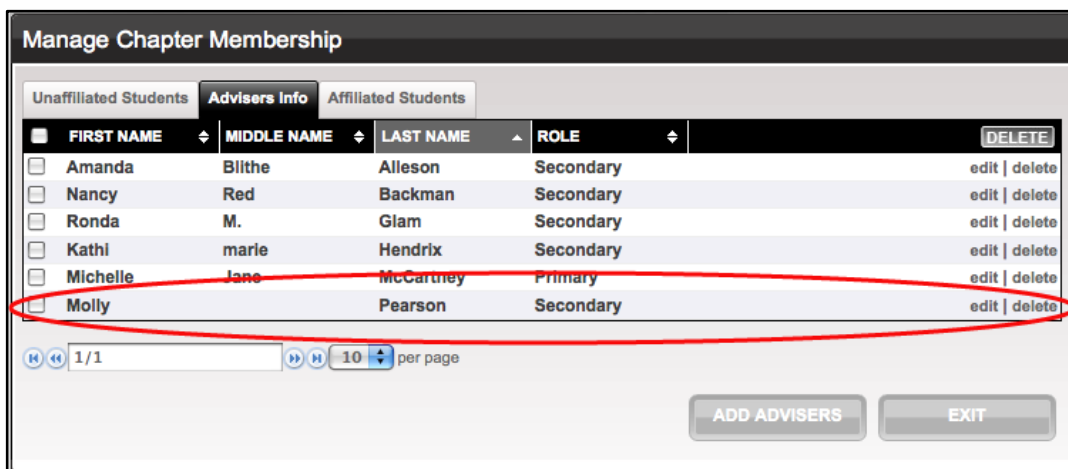 Manage Chapter Membership
Unaffiliated Students Advisers Info Affiliated Students
FIRST NAME MIDDLE NAME LAST NAME ROLE DELETE
Amanda Blithe Alleson Secondary edit | delete
Nancy Red Backman Secondary edit | delete
Ronda M. Glam Secondary edit | delete
Kathi marie Hendrix Secondary edit | delete
Michelle Jane McCartney Primary edit | delete
Molly Pearson Secondary edit | delete
1/1 10 per page
ADD ADVISERS EXIT